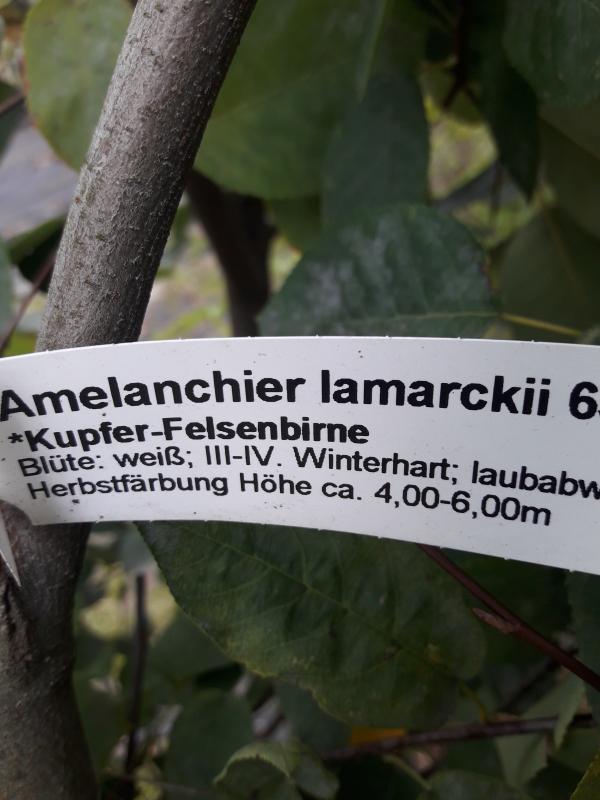 Amelanchier lamarckii
*Kupfer-Felsenbirne
Blüte: weiß; III-IV. Winterhart;
Herbstfärbung Höhe ca. 4,00-6,00m